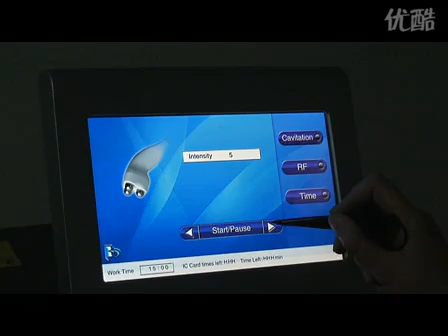 优酷
Intensity 5
Cavitation
RF
Time
Start/Pause
Work Time 15:00 IC Card times left:HHH Time Left:HHH:min